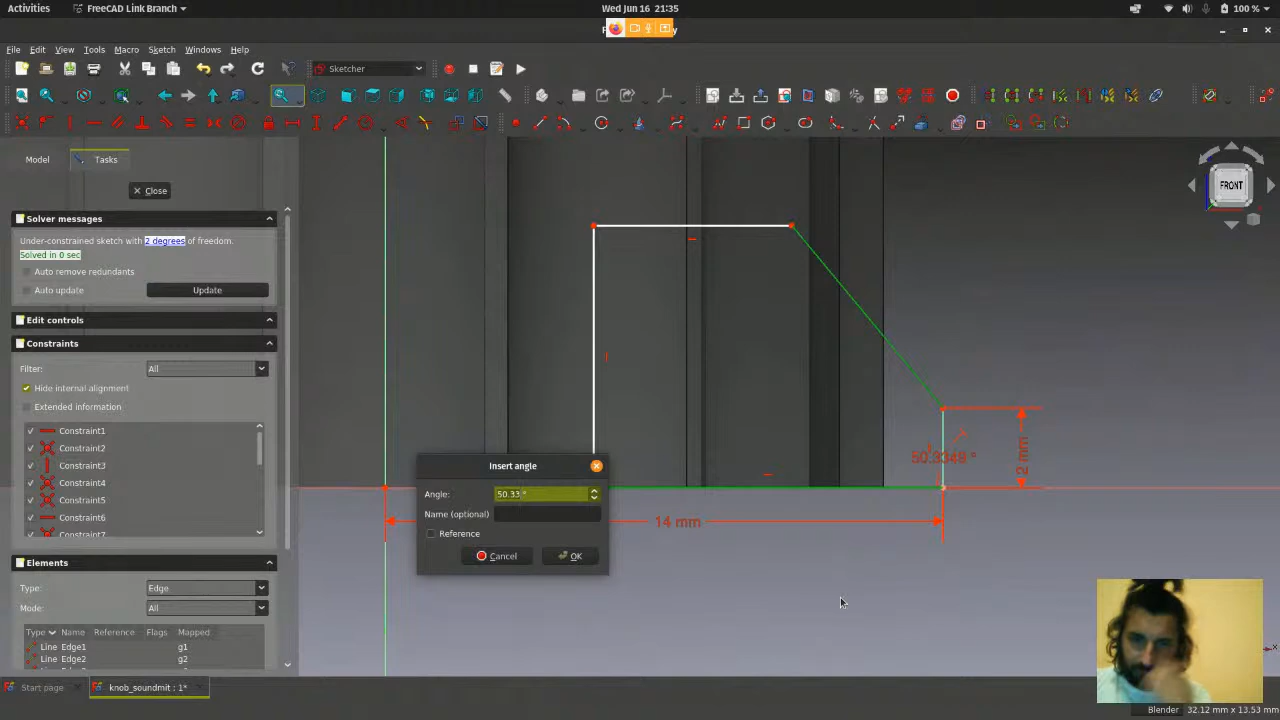 Activities
FreeCAD Link Branch
Wed Jun 16 21:35
100 %
File Edit View Tools Macro Sketch Windows Help
Sketcher
Model
Tasks
Close
FRONT
Solver messages
Under-constrained sketch with 2 degrees of freedom.
Solved in 0 sec
Auto remove redundants
Auto update
Update
Edit controls
Constraints
Filter:
All
Hide internal alignment
Extended information
Constraint1
Constraint2
Constraint3
Constraint4
Constraint5
Constraint6
Constraint7
Elements
Type:
Edge
Mode:
All
Type Name Reference Flags Mapped
Line Edge1 g1
Line Edge2 g2
Insert angle
Angle:
50.33 °
Name (optional)
Reference
Cancel
OK
50.3348 °
2 mm
14 mm
Start page
knob_soundmit : 1*
Blender
32.12 mm x 13.53 mm